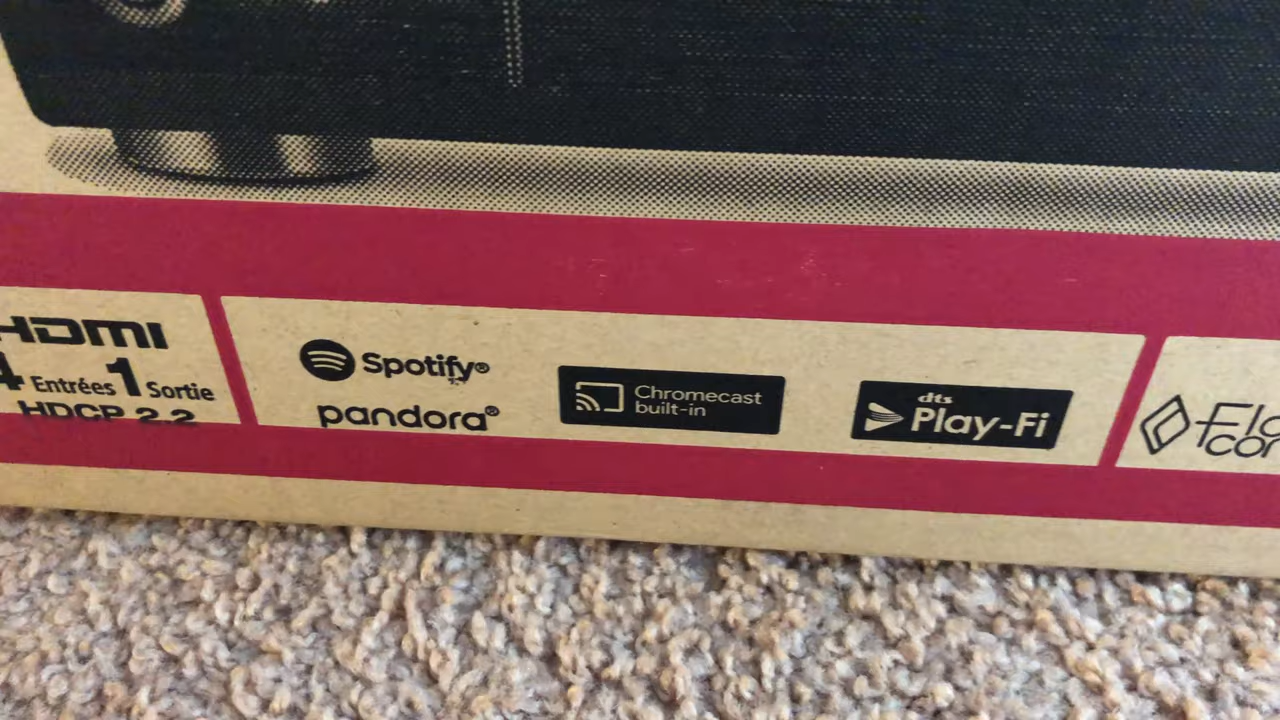 HDMI
4 Entrées 1 Sortie
HDCP 2.2
Spotify®
pandora®
Chromecast
built-in
dts
Play-Fi